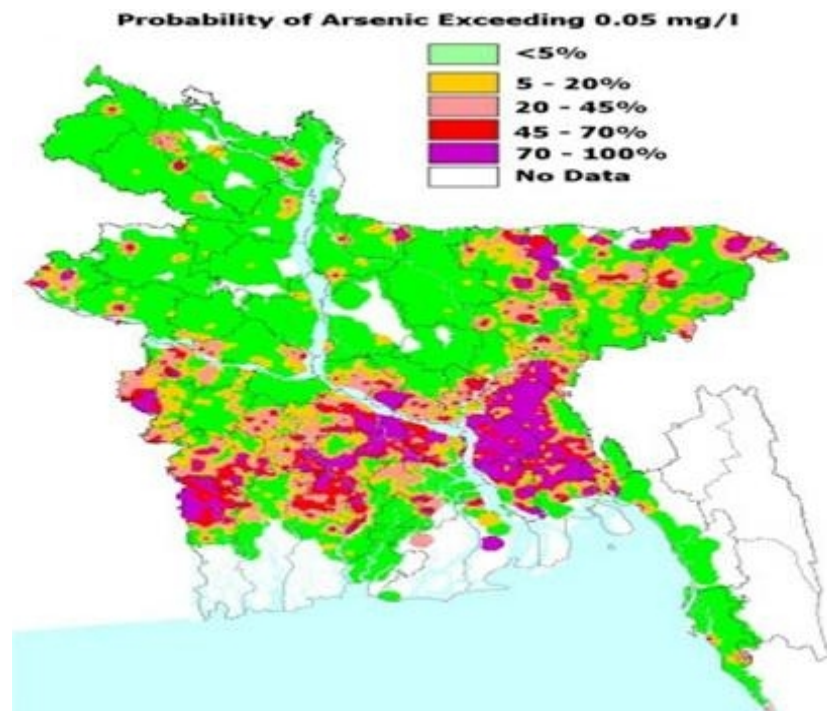 Probability of Arsenic Exceeding 0.05 mg/l
<5%
5 - 20%
20 - 45%
45 - 70%
70 - 100%
No Data